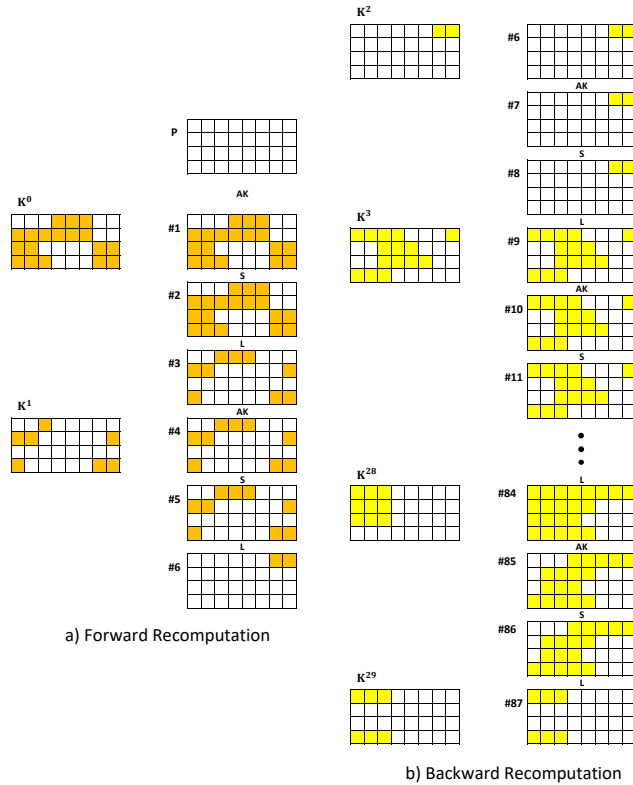 P
AK
K⁰
#1
S
#2
L
#3
AK
K¹
#4
S
#5
L
#6
a) Forward Recomputation
K²
#6
AK
#7
S
#8
L
K³
#9
AK
#10
S
#11
L
K²⁸
#84
AK
#85
S
#86
L
K²⁹
#87
b) Backward Recomputation